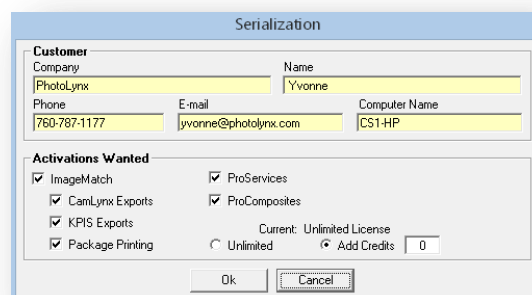 Serialization
Customer
Company Name
PhotoLynx Yvonne
Phone E-mail Computer Name
760-787-1177 yvonne@photolynx.com CS1-HP
Activations Wanted
ImageMatch ProServices
CamLynx Exports ProComposites
KPIS Exports Current: Unlimited License
Package Printing Unlimited Add Credits 0
Ok Cancel